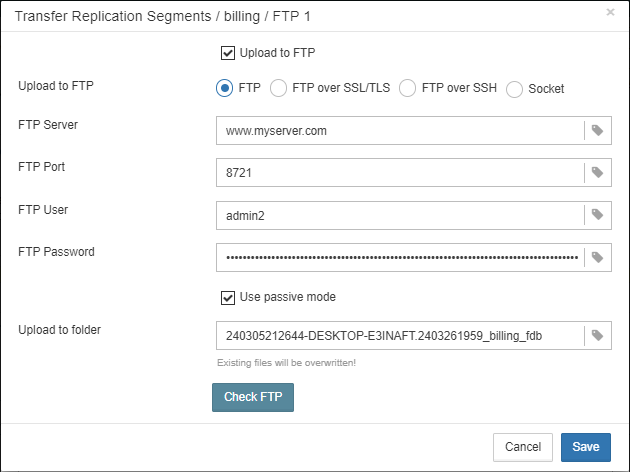 Transfer Replication Segments / billing / FTP 1
×
Upload to FTP
Upload to FTP
FTP
FTP over SSL/TLS
FTP over SSH
Socket
FTP Server
www.myserver.com
FTP Port
8721
FTP User
admin2
FTP Password
Use passive mode
Upload to folder
240305212644-DESKTOP-E3INAFT.2403261959_billing_fdb
Existing files will be overwritten!
Check FTP
Cancel
Save